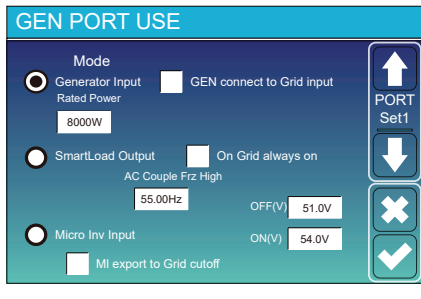 GEN PORT USE
Mode
Generator Input
GEN connect to Grid input
Rated Power
8000W
PORT
Set1
SmartLoad Output
On Grid always on
AC Couple Frz High
55.00Hz
OFF(V)
51.0V
Micro Inv Input
ON(V)
54.0V
MI export to Grid cutoff